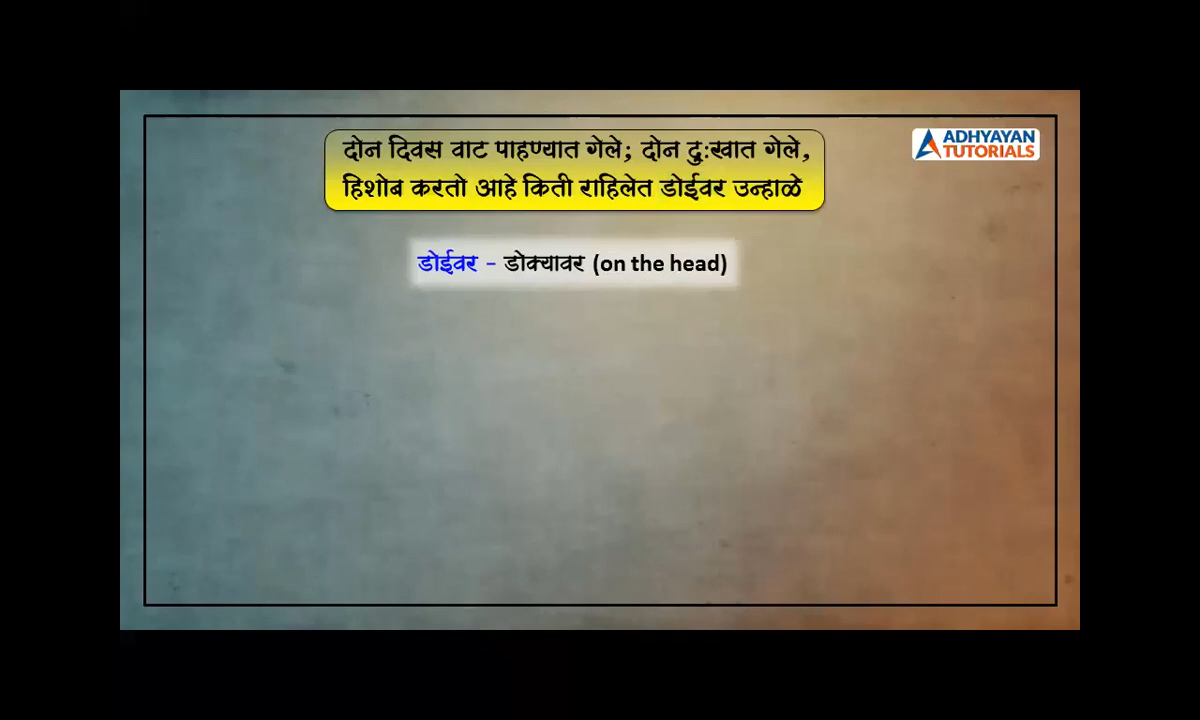 दोन दिवस वाट पाहण्यात गेले; दोन दुःखात गेले,
हिशोब करतो आहे किती राहिलेत डोईवर उन्हाळे
ADHYAYAN
TUTORIALS
डोईवर - डोक्यावर (on the head)